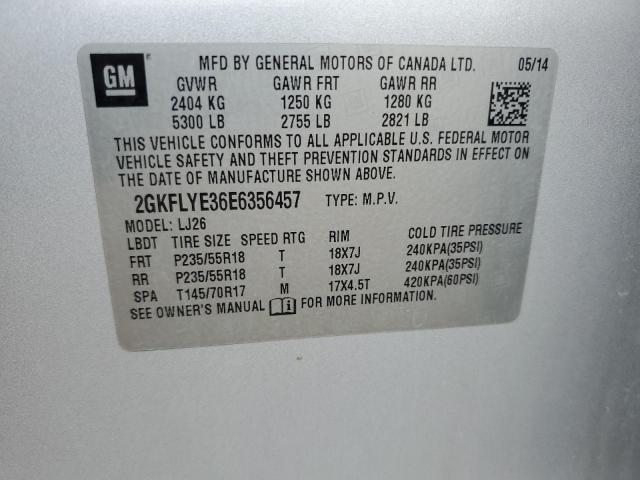 GM
MFD BY GENERAL MOTORS OF CANADA LTD. 05/14
GVWR GAWR FRT GAWR RR
2404 KG 1250 KG 1280 KG
5300 LB 2755 LB 2821 LB
THIS VEHICLE CONFORMS TO ALL APPLICABLE U.S. FEDERAL MOTOR
VEHICLE SAFETY AND THEFT PREVENTION STANDARDS IN EFFECT ON
THE DATE OF MANUFACTURE SHOWN ABOVE.
2GKFLYE36E6356457 TYPE: M.P.V.
MODEL: LJ26
LBDT TIRE SIZE SPEED RTG RIM COLD TIRE PRESSURE
FRT P235/55R18 T 18X7J 240KPA(35PSI)
RR P235/55R18 T 18X7J 240KPA(35PSI)
SPA T145/70R17 M 17X4.5T 420KPA(60PSI)
SEE OWNER'S MANUAL FOR MORE INFORMATION.